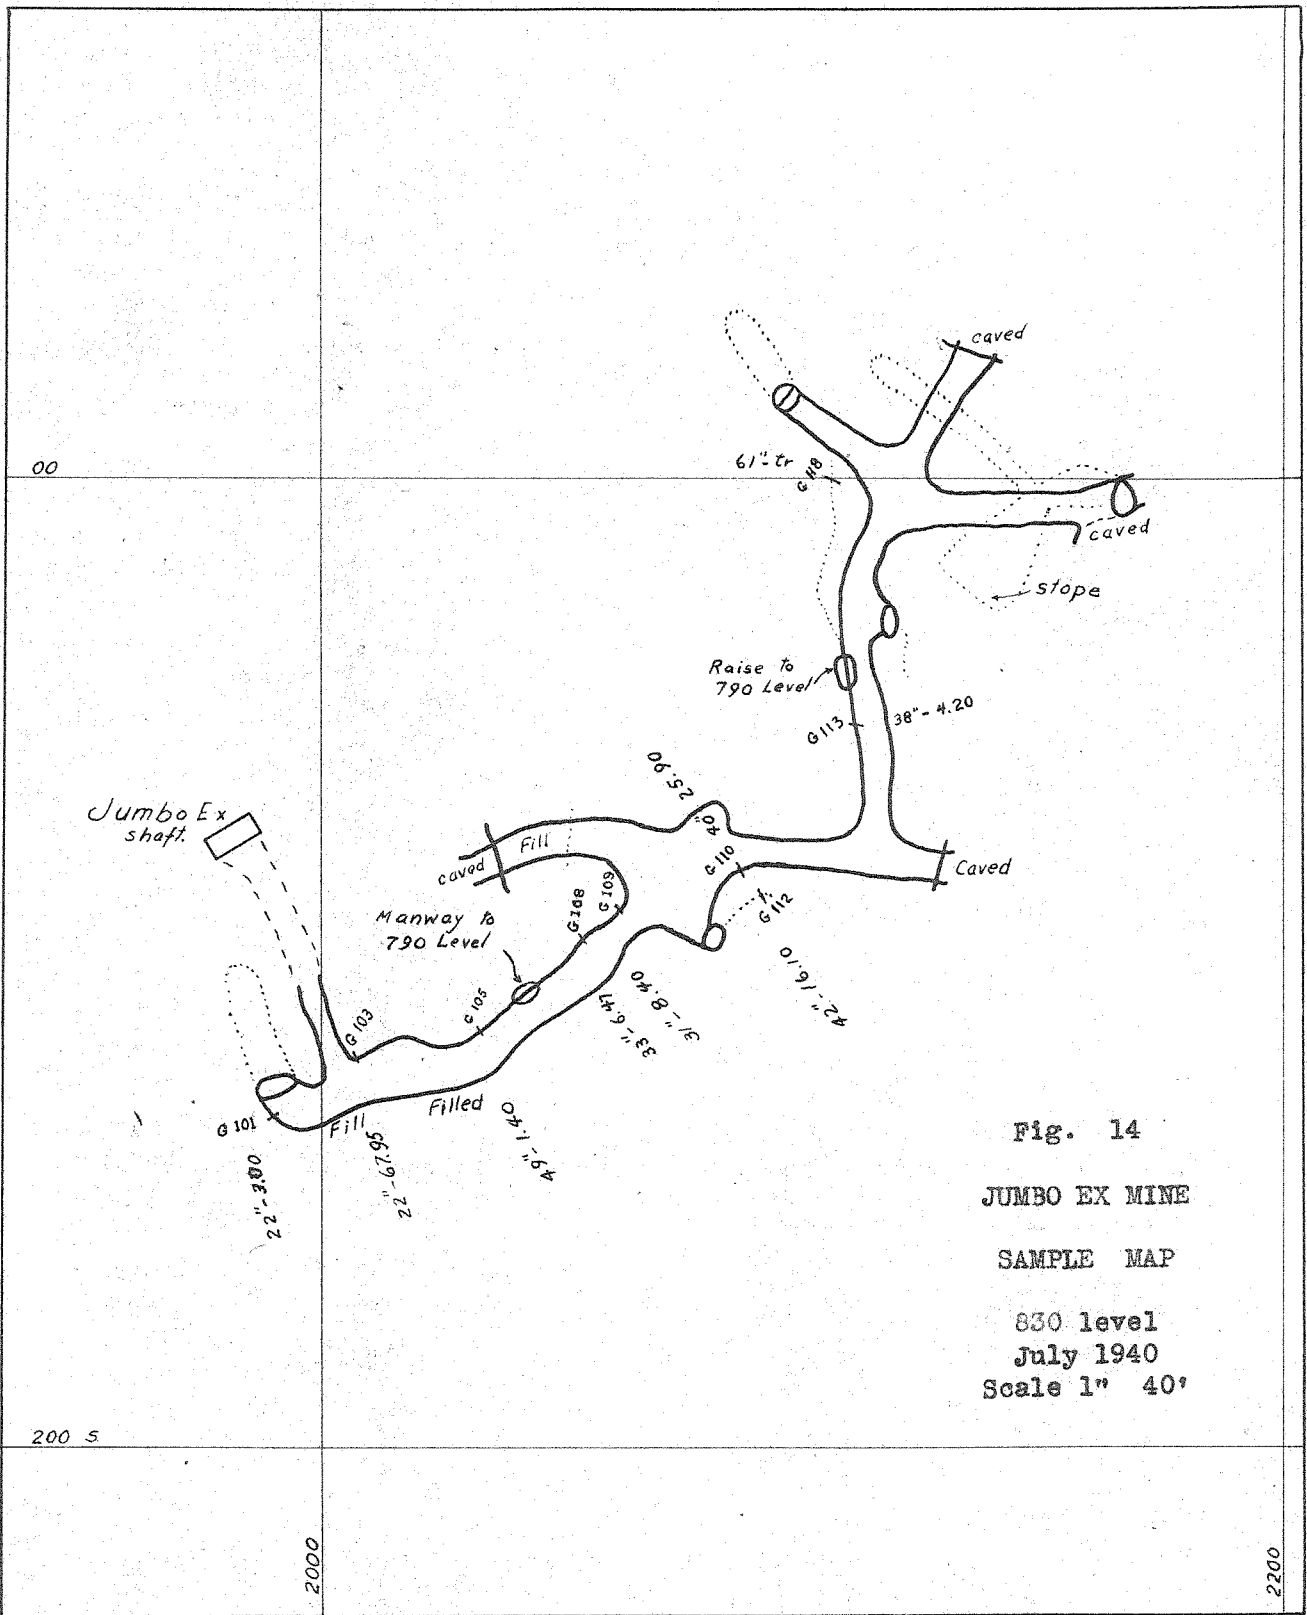 caved
00
61"- tr
G 118
caved
stope
Raise to
790 Level
G 113
38" - 4.20
25.90
40"
Jumbo Ex
shaft.
Fill
caved
G 110
Caved
G 109
G 108
G 112
Manway to
790 Level
42" - 16.10
G 105
31" - 8.40
33" - 6.47
G 103
Filled
G 101
Fill
49" - 1.40
22" - 67.95
22" -
Fig. 14
JUMBO EX MINE
SAMPLE MAP
830 level
July 1940
Scale 1" 40'
200 S.
2000
2200